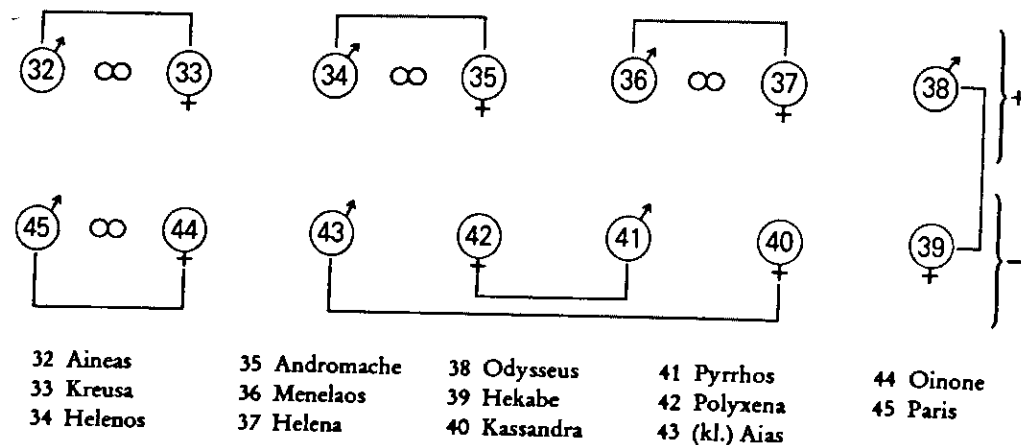 32 ∞ 33 34 ∞ 35 36 ∞ 37 38 +
45 ∞ 44 43 42 41 40 39 −
32 Aineas 35 Andromache 38 Odysseus 41 Pyrrhos 44 Oinone
33 Kreusa 36 Menelaos 39 Hekabe 42 Polyxena 45 Paris
34 Helenos 37 Helena 40 Kassandra 43 (kl.) Aias